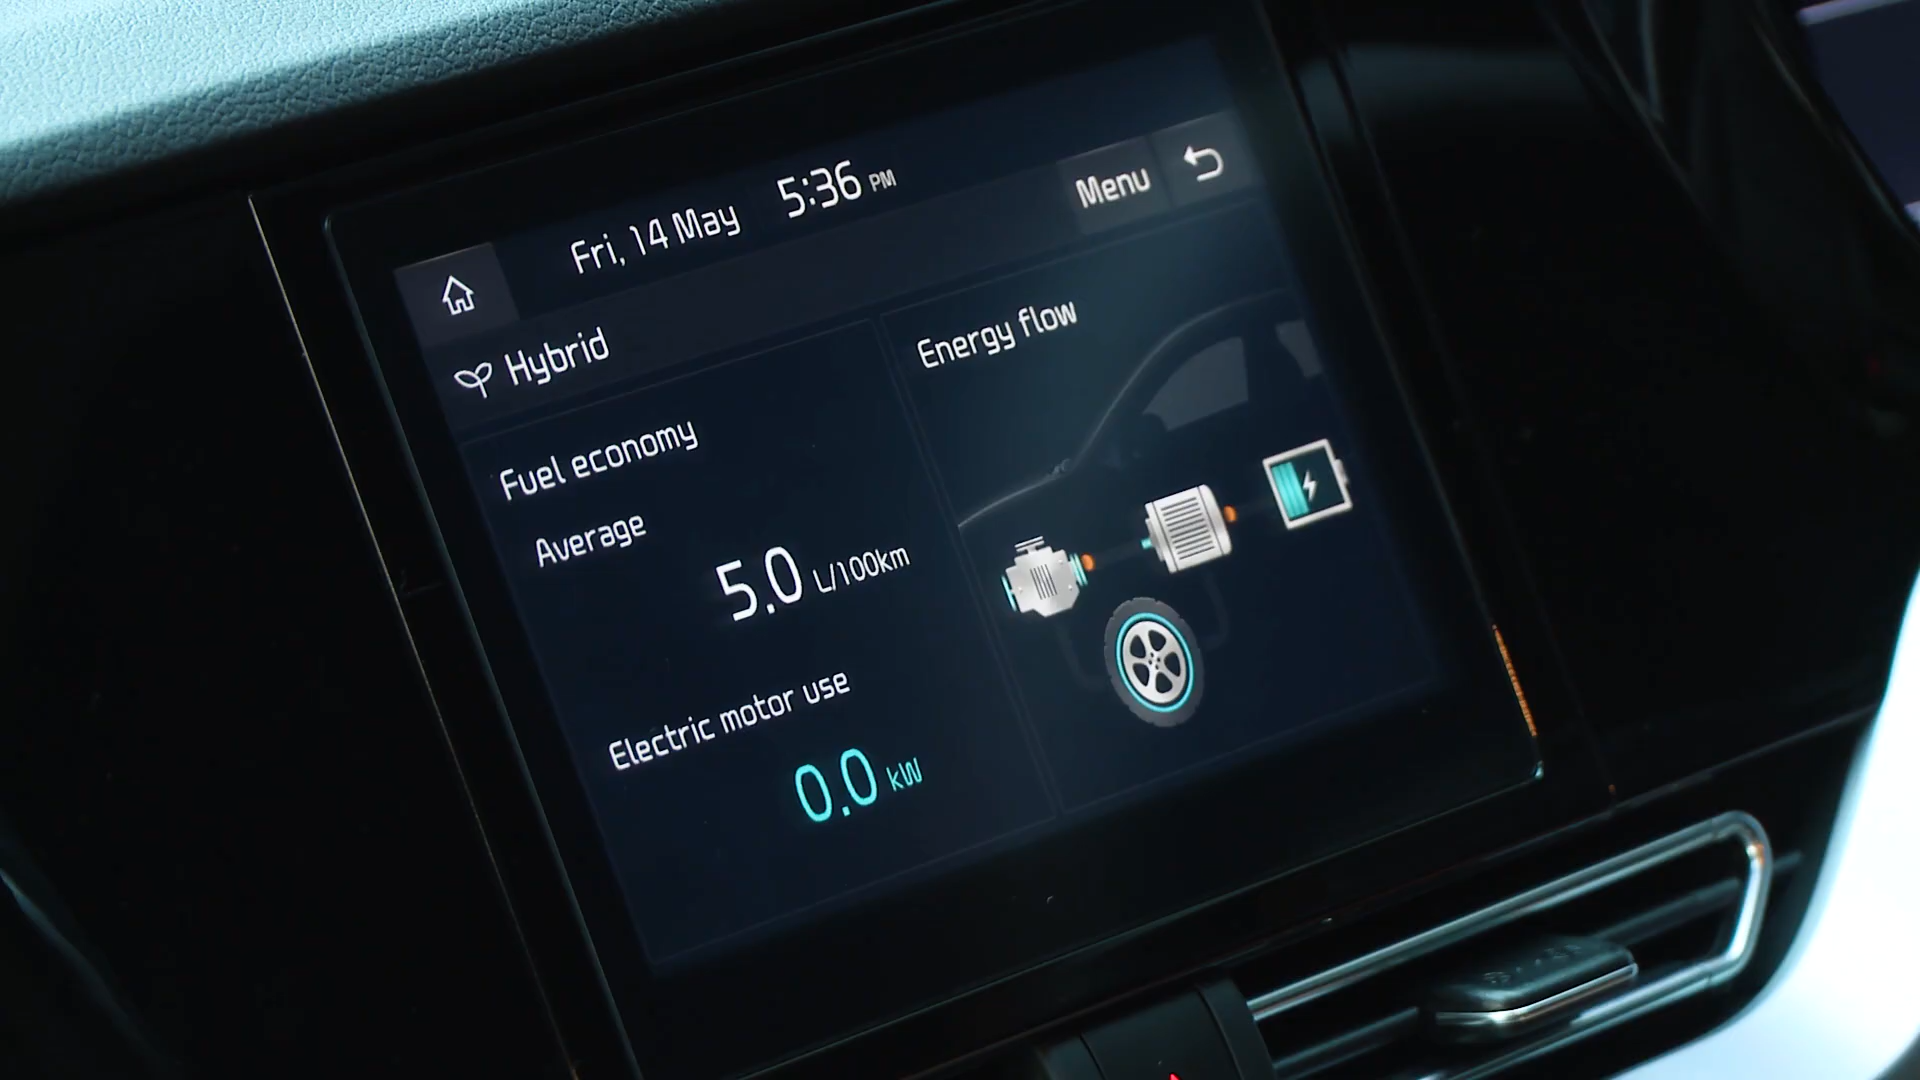 Fri, 14 May 5:36 PM
Menu
Hybrid
Fuel economy
Average
5.0 L/100km
Electric motor use
0.0 kW
Energy flow